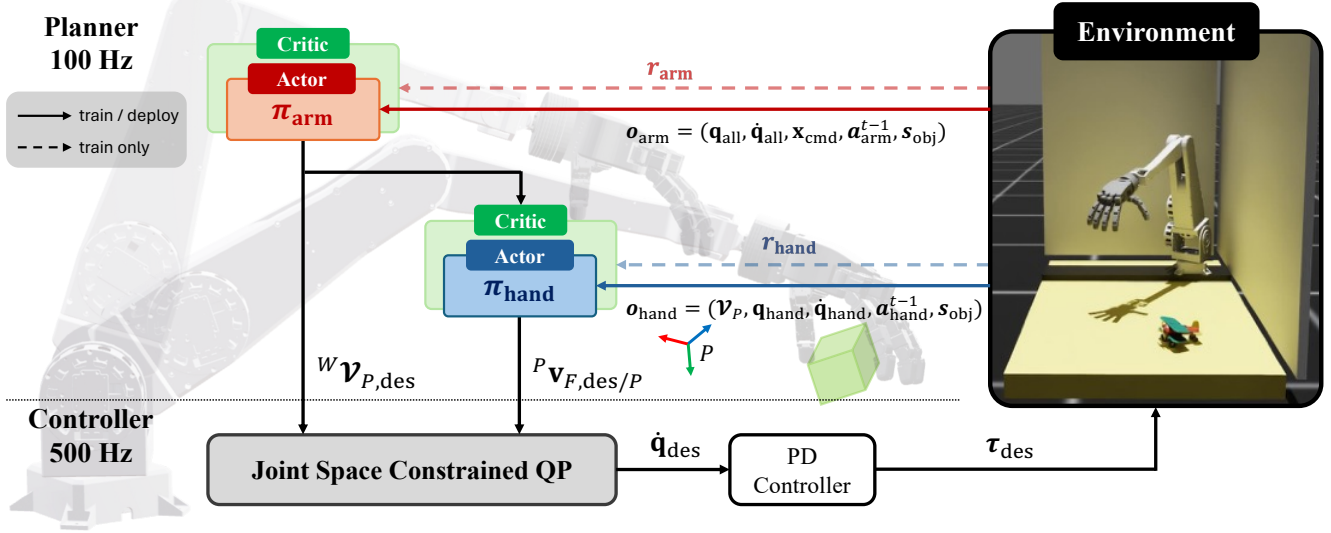 Planner
100 Hz
train / deploy
train only
Critic
Actor
π_arm
r_arm
o_arm = (q_all, q̇_all, x_cmd, a_arm^{t−1}, s_obj)
Critic
Actor
π_hand
r_hand
o_hand = (𝒱_P, q_hand, q̇_hand, a_hand^{t−1}, s_obj)
P
^W𝒱_{P,des}
^Pv_{F,des/P}
Environment
Controller
500 Hz
Joint Space Constrained QP
q̇_des
PD
Controller
τ_des